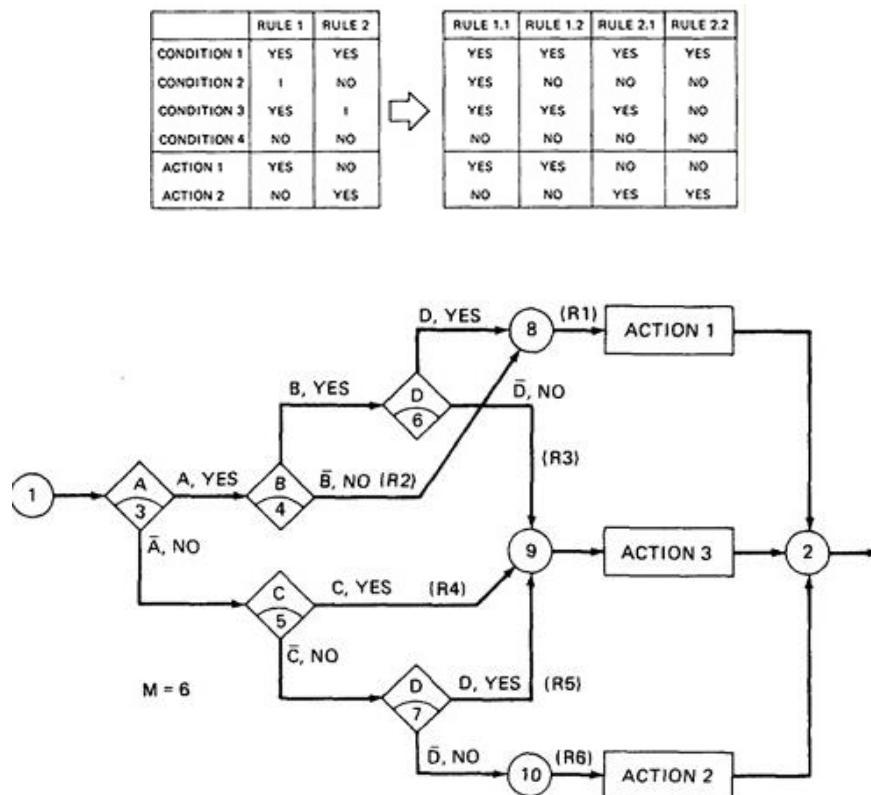 RULE 1 RULE 2
CONDITION 1 YES YES
CONDITION 2 I NO
CONDITION 3 YES I
CONDITION 4 NO NO
ACTION 1 YES NO
ACTION 2 NO YES
RULE 1.1 RULE 1.2 RULE 2.1 RULE 2.2
YES YES YES YES
YES NO NO NO
YES YES YES NO
NO NO NO NO
YES YES NO NO
NO NO YES YES
D, YES
8
(R1)
ACTION 1
B, YES
D
6
D̅, NO
(R3)
1
A
3
A, YES
B
4
B̅, NO (R2)
A̅, NO
9
ACTION 3
2
C
5
C, YES
(R4)
C̅, NO
M = 6
D
7
D, YES
(R5)
D̅, NO
10
(R6)
ACTION 2